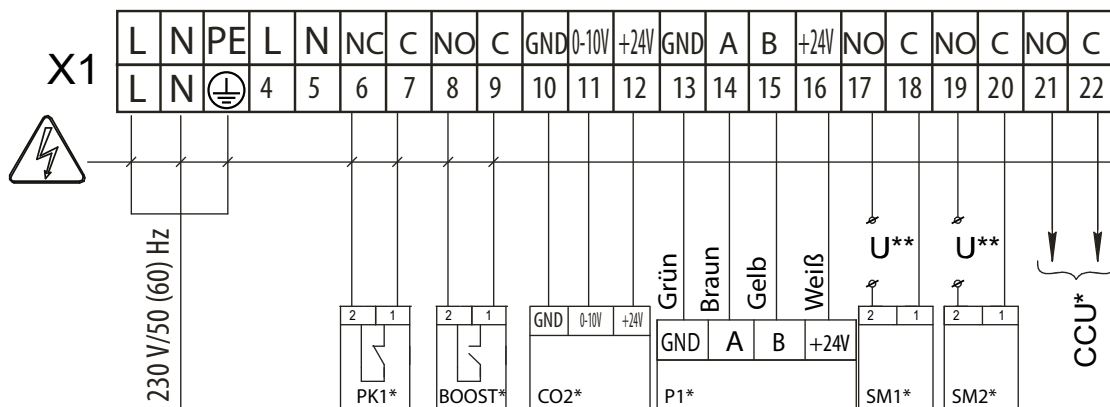 X1
L N PE L N NC C NO C GND 0-10V +24V GND A B +24V NO C NO C NO C
L N 4 5 6 7 8 9 10 11 12 13 14 15 16 17 18 19 20 21 22
230 V/50 (60) Hz
Grün
Braun
Gelb
Weiß
U** U**
CCU*
2 1 2 1 GND 0-10V +24V GND A B +24V 2 1 2 1
PK1* BOOST* CO2* P1* SM1* SM2*